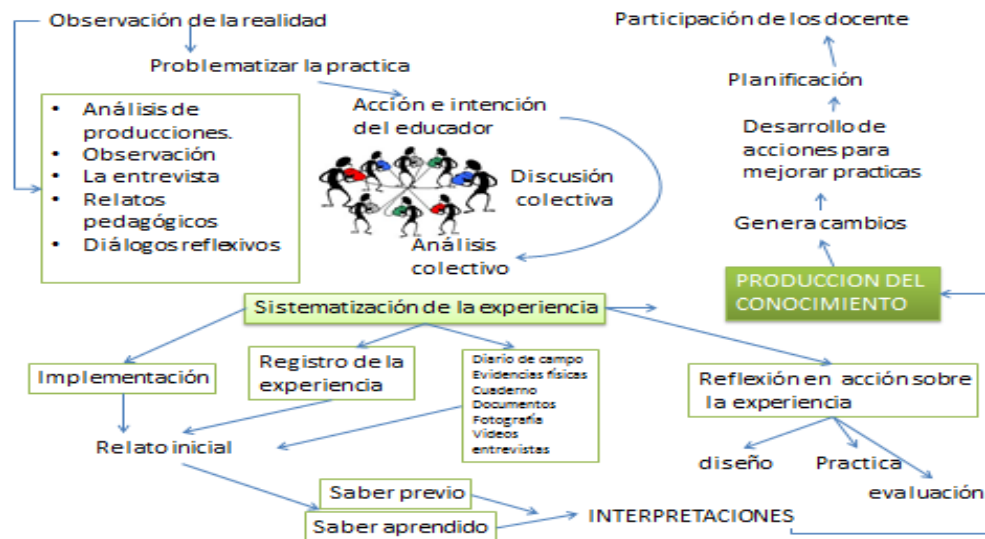 Observación de la realidad
Problematizar la practica
• Análisis de
producciones.
• Observación
• La entrevista
• Relatos
pedagógicos
• Diálogos reflexivos
Acción e intención
del educador
Discusión
colectiva
Análisis
colectivo
Participación de los docente
Planificación
Desarrollo de
acciones para
mejorar practicas
Genera cambios
PRODUCCION DEL
CONOCIMIENTO
Sistematización de la experiencia
Implementación
Registro de la
experiencia
Diario de campo
Evidencias físicas
Cuaderno
Documentos
Fotografía
Videos
entrevistas
Reflexión en acción sobre
la experiencia
Relato inicial
diseño
Practica
evaluación
Saber previo
Saber aprendido
INTERPRETACIONES